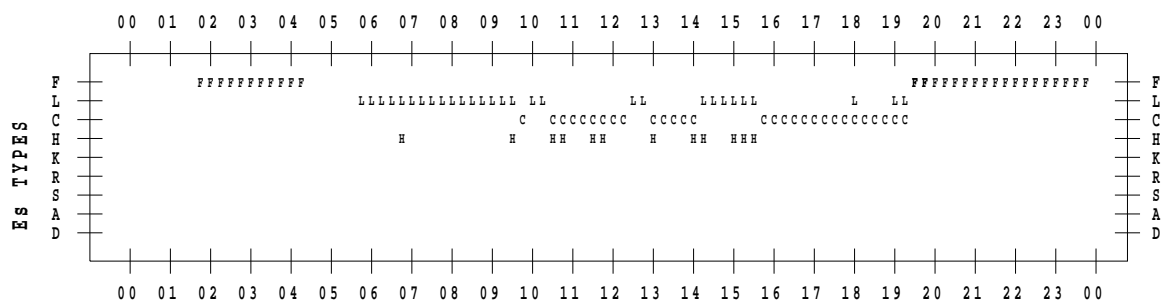 00 01 02 03 04 05 06 07 08 09 10 11 12 13 14 15 16 17 18 19 20 21 22 23 00
F FFFFFFFFFFF FFFFFFFFFFFFFFFFFF F
L LLLLLLLLLLLLLLLL LL LL LLLLLL L LL L
C C CCCCCCCC CCCCC CCCCCCCCCCCCCCC C
H H H HH HH H HH HHH H
K K
R R
S S
A A
D D
Es TYPES
00 01 02 03 04 05 06 07 08 09 10 11 12 13 14 15 16 17 18 19 20 21 22 23 00